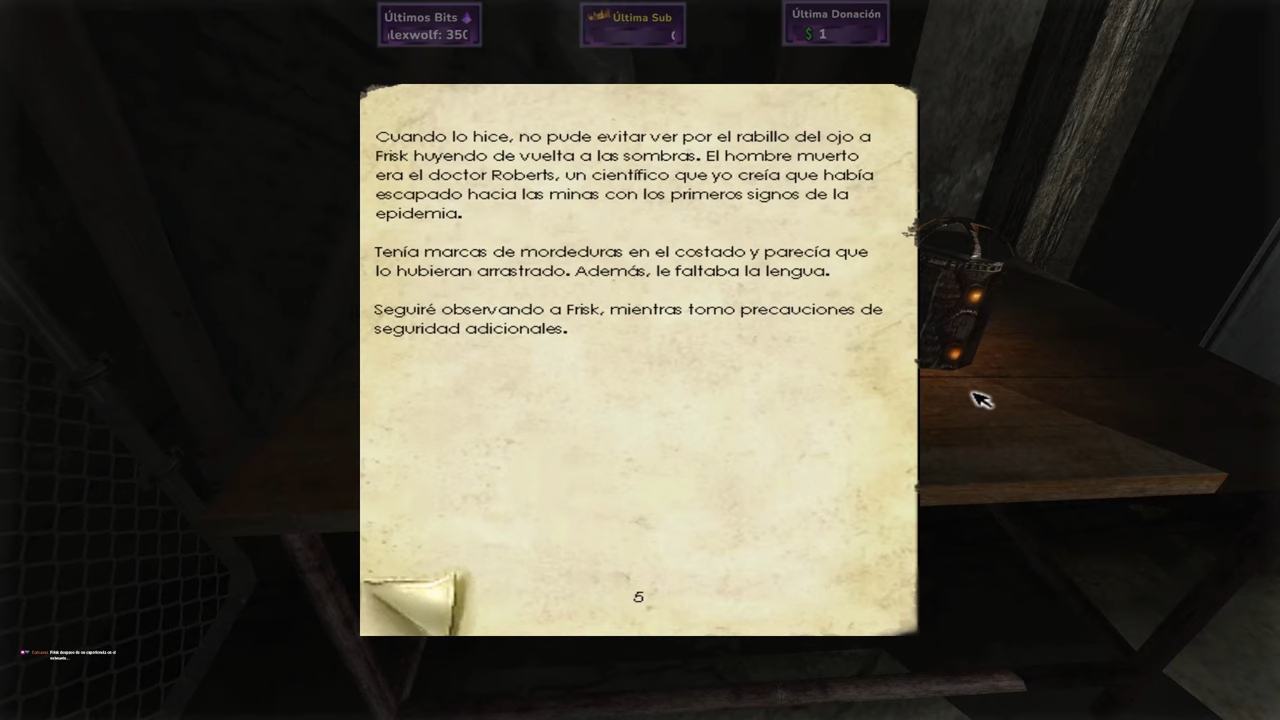 Últimos Bits
lexwolf: 350
Última Sub
Última Donación
$ 1
Cuando lo hice, no pude evitar ver por el rabillo del ojo a
Frisk huyendo de vuelta a las sombras. El hombre muerto
era el doctor Roberts, un científico que yo creía que había
escapado hacia las minas con los primeros signos de la
epidemia.
Tenía marcas de mordeduras en el costado y parecía que
lo hubieran arrastrado. Además, le faltaba la lengua.
Seguiré observando a Frisk, mientras tomo precauciones de
seguridad adicionales.
5